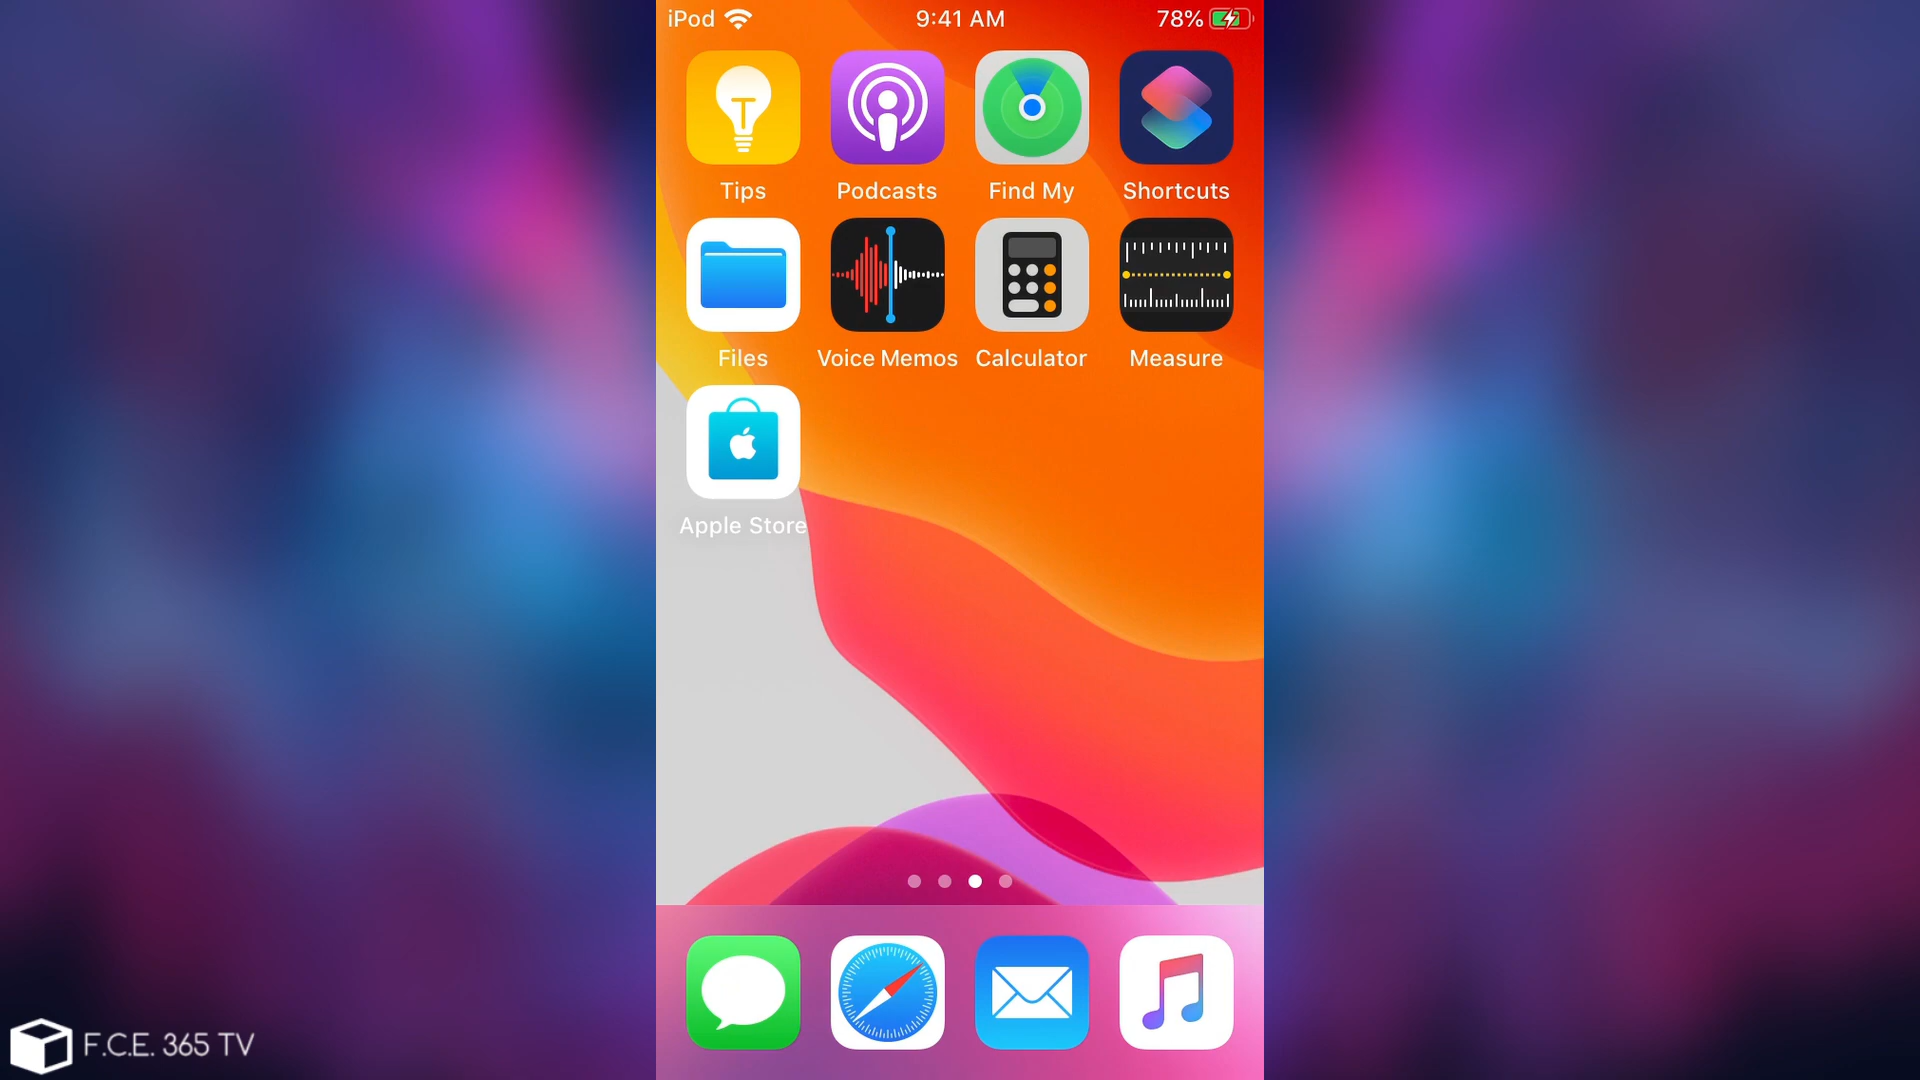 iPod 9:41 AM 78%
Tips Podcasts Find My Shortcuts
Files Voice Memos Calculator Measure
Apple Store
F.C.E. 365 TV